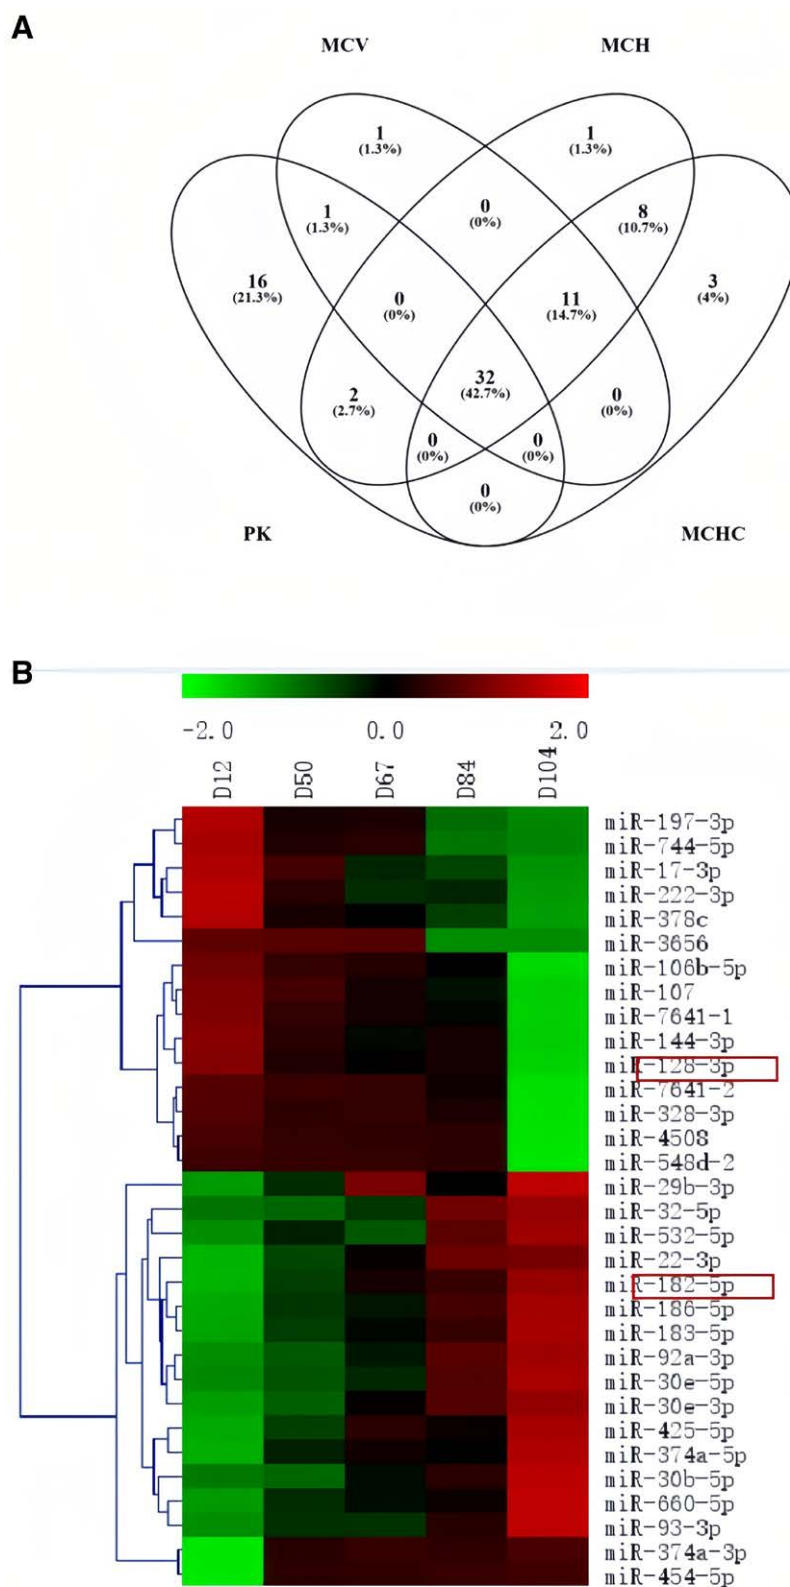 A
MCV MCH
1 1
(1.3%) (1.3%)
1 0 8
(1.3%) (0%) (10.7%)
16 0 11 3
(21.3%) (0%) (14.7%) (4%)
2 32 0
(2.7%) (42.7%) (0%)
0 0
(0%) (0%)
0
(0%)
PK MCHC
B
-2.0 0.0 2.0
D12 D50 D67 D84 D104
miR-197-3p
miR-744-5p
miR-17-3p
miR-222-3p
miR-378c
miR-3656
miR-106b-5p
miR-107
miR-7641-1
miR-144-3p
miR-128-3p
miR-7641-2
miR-328-3p
miR-4508
miR-548d-2
miR-29b-3p
miR-32-5p
miR-532-5p
miR-22-3p
miR-182-5p
miR-186-5p
miR-183-5p
miR-92a-3p
miR-30e-5p
miR-30e-3p
miR-425-5p
miR-374a-5p
miR-30b-5p
miR-660-5p
miR-93-3p
miR-374a-3p
miR-454-5p